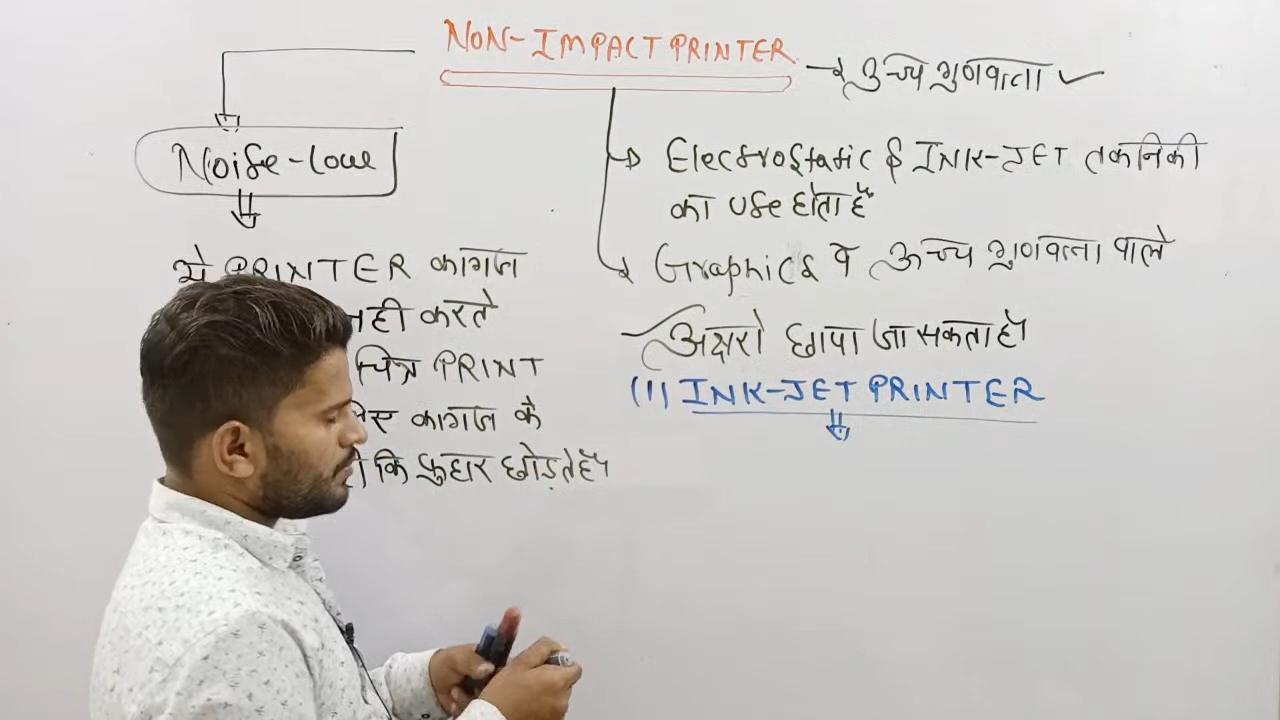 NON-IMPACT PRINTER
उच्च गुणवत्ता
Noise-low
ये PRINTER कागज
नही करते
चित्र PRINT
कागज के
कि फुहार छोड़ते है।
Electrostatic & INK-JET तकनिकी
का use होता है
Graphics व उच्च गुणवत्ता वाले
अक्षरो छापा जा सकता है।
(1) INK-JET PRINTER